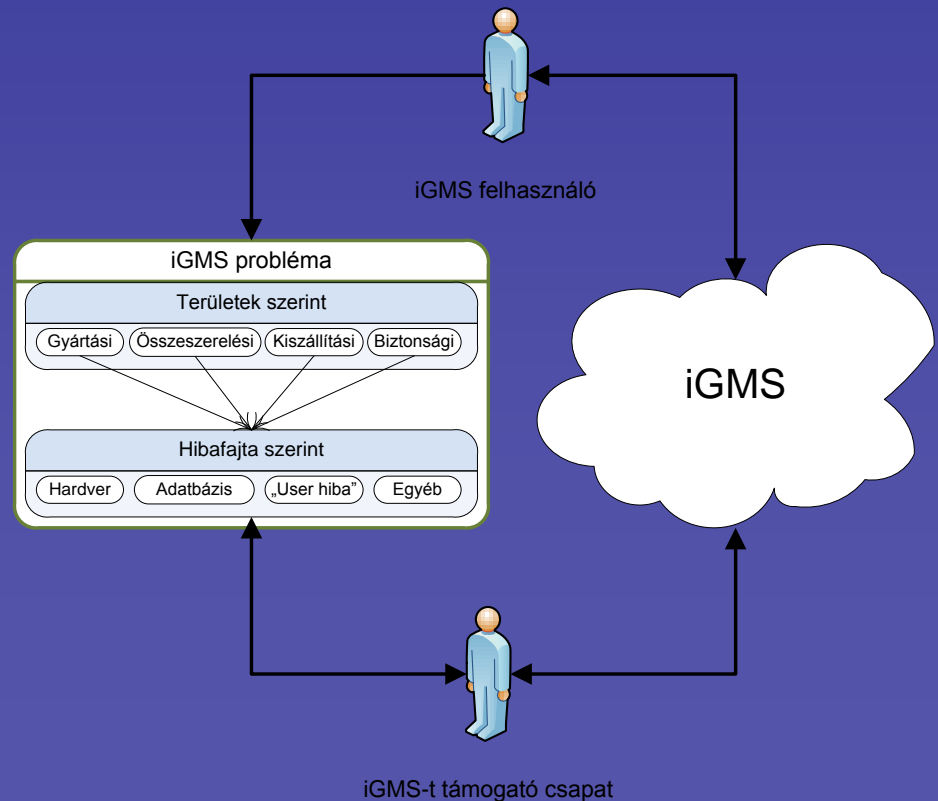 iGMS felhasználó
iGMS probléma
Területek szerint
Gyártási Összeszerelési Kiszállítási Biztonsági
Hibafajta szerint
Hardver Adatbázis „User hiba” Egyéb
iGMS
iGMS-t támogató csapat